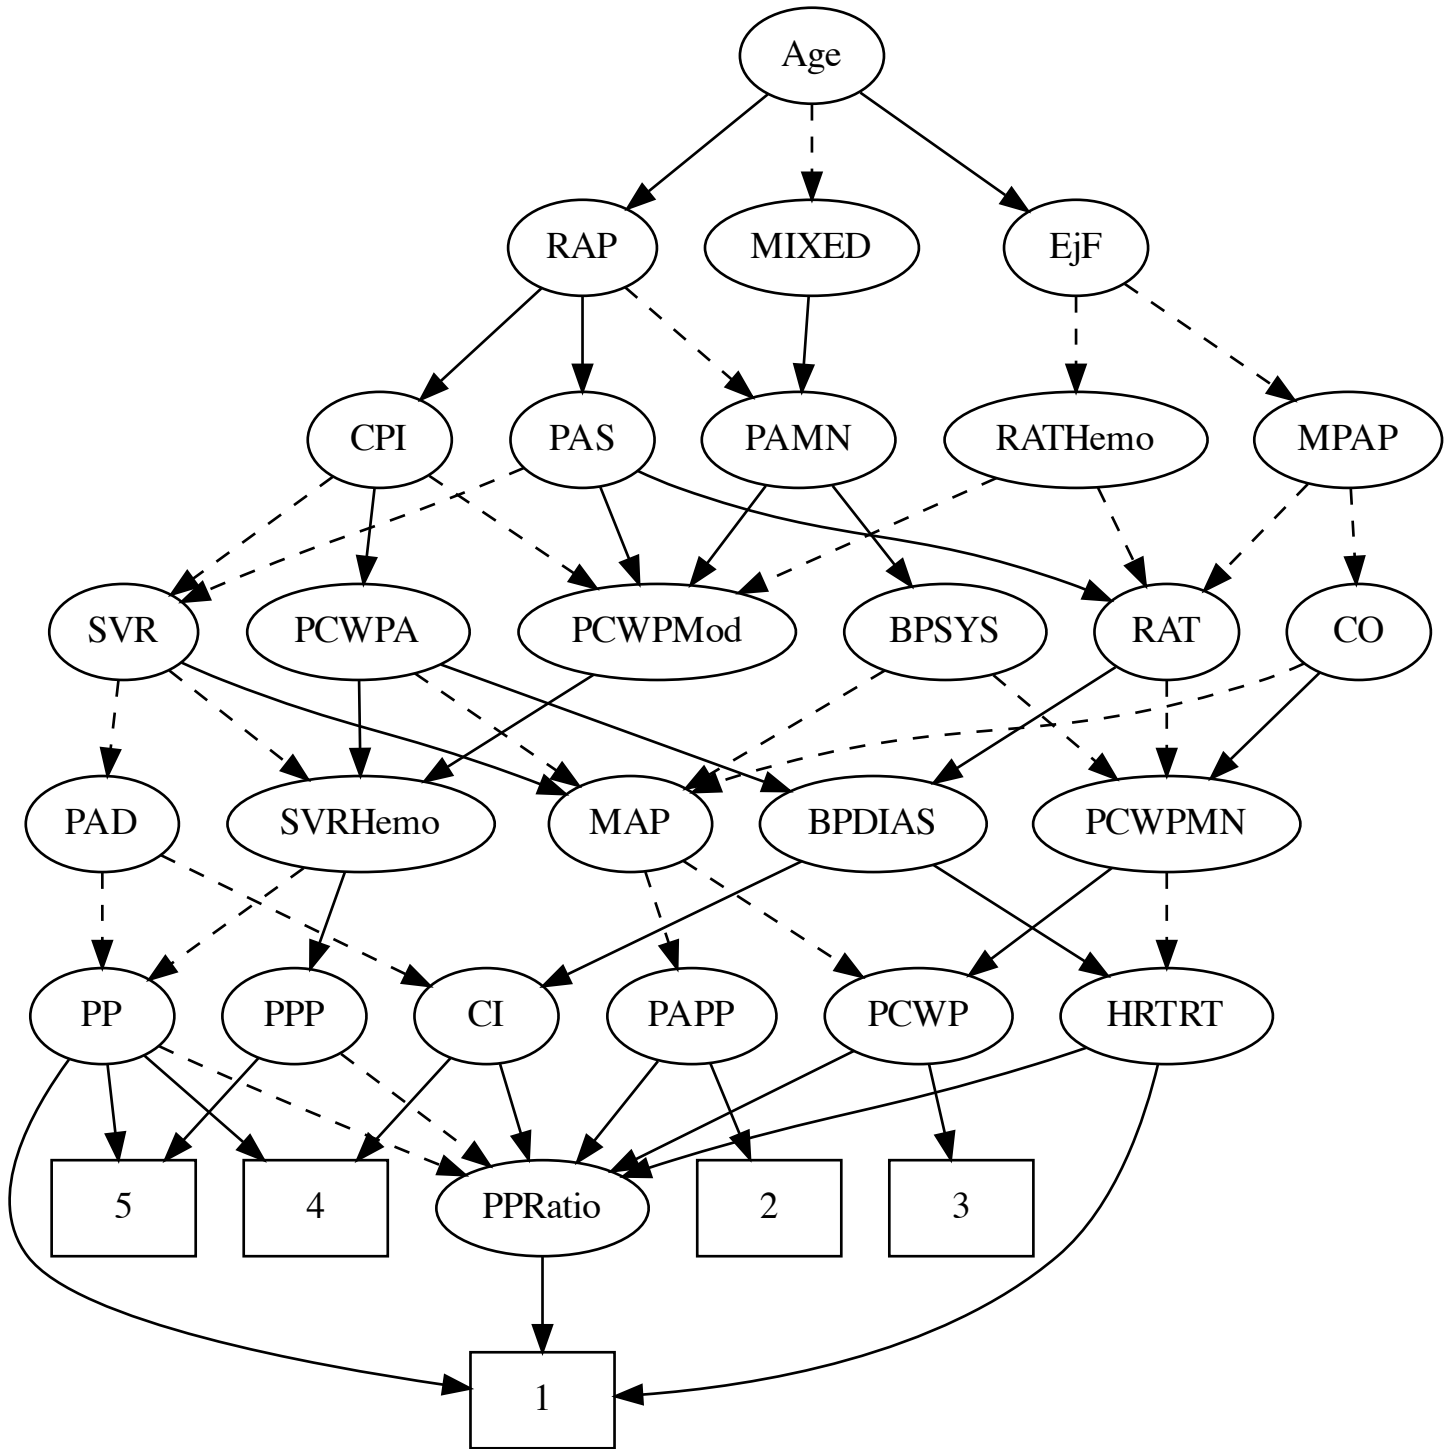 Age
RAP
MIXED
EjF
CPI
PAS
PAMN
RATHemo
MPAP
SVR
PCWPA
PCWPMod
BPSYS
RAT
CO
PAD
SVRHemo
MAP
BPDIAS
PCWPMN
PP
PPP
CI
PAPP
PCWP
HRTRT
5
4
PPRatio
2
3
1